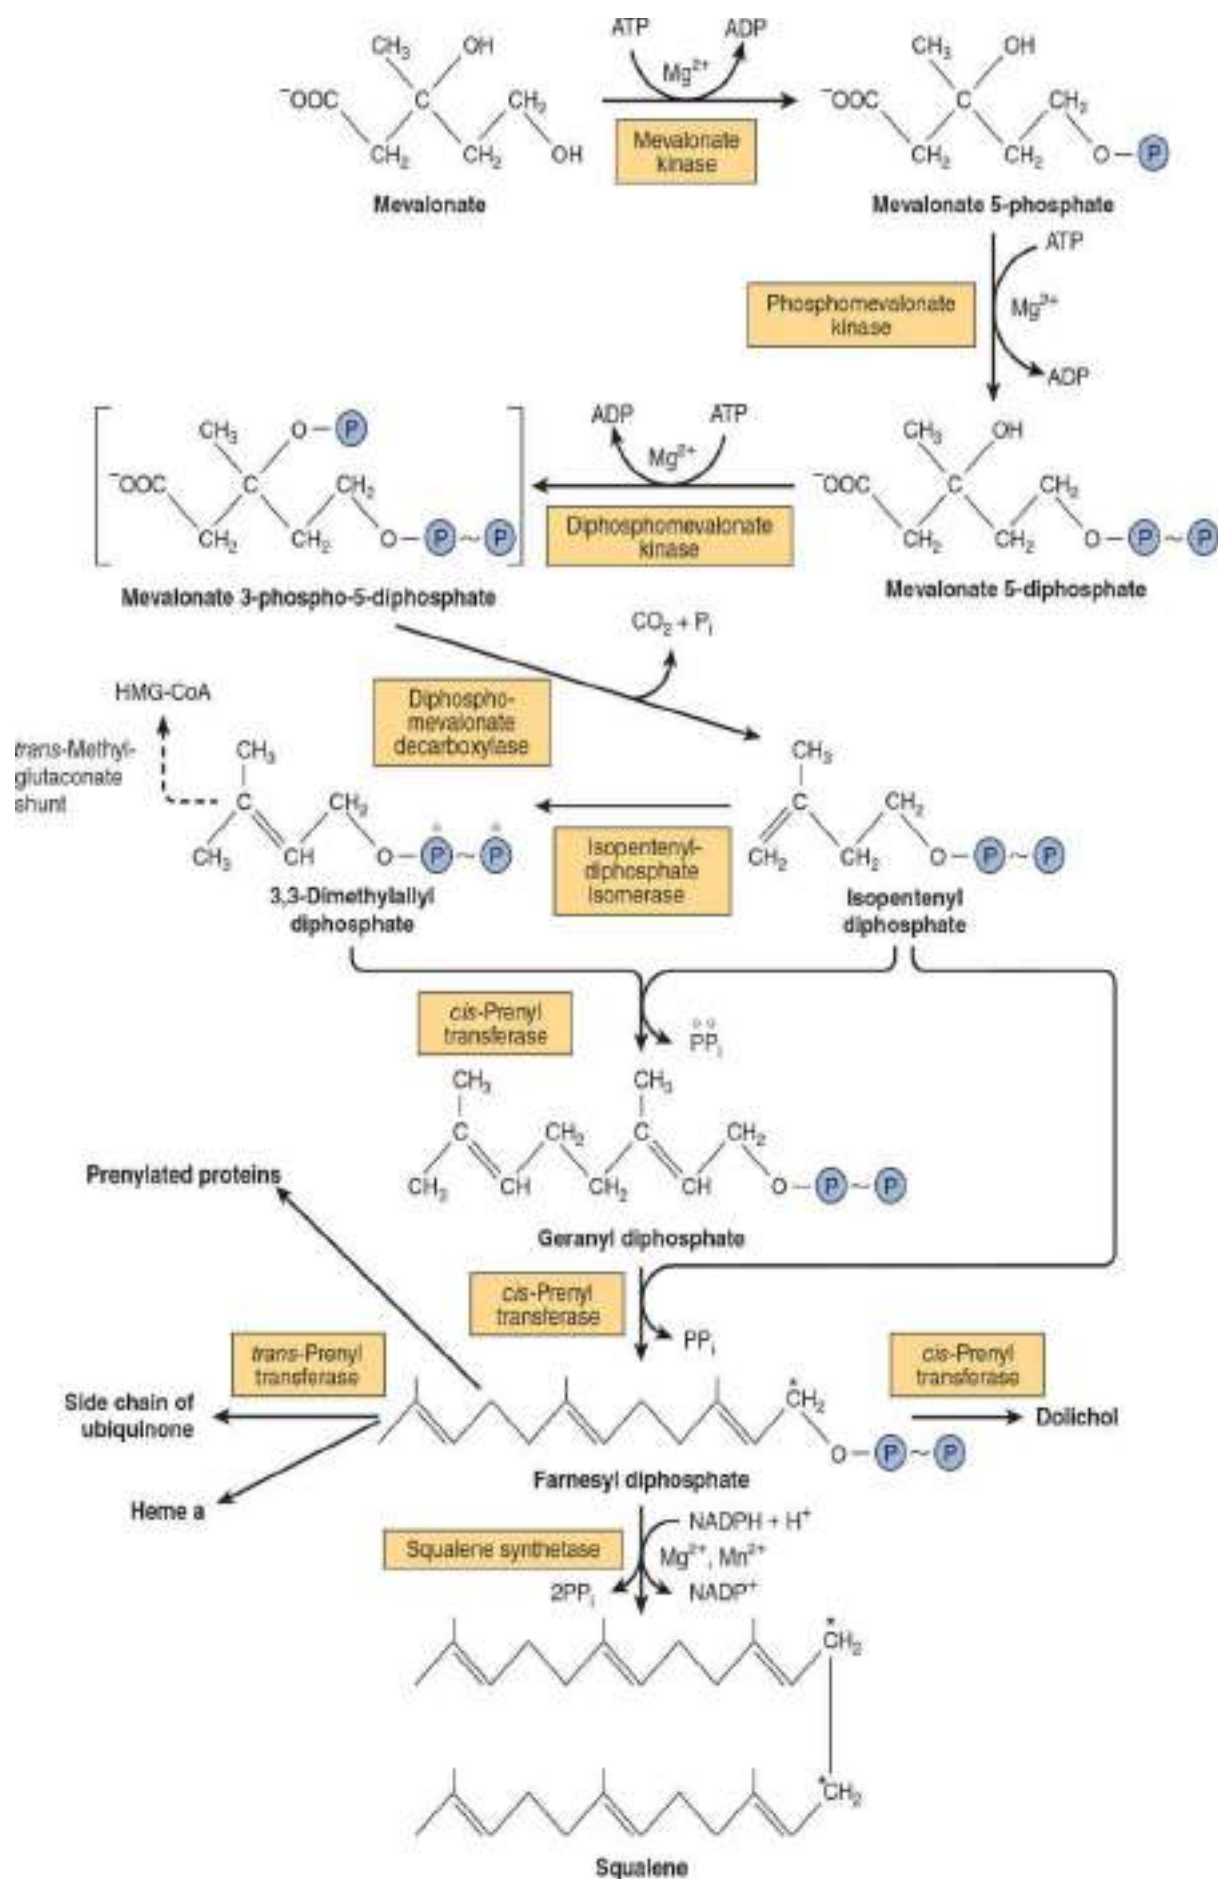 ATP
ADP
Mg2+
CH3
OH
−OOC
C
CH2
CH2
CH2
OH
Mevalonate
Mevalonate
kinase
CH3
OH
−OOC
C
CH2
CH2
CH2
O
P
Mevalonate 5-phosphate
ATP
Phosphomevalonate
kinase
Mg2+
ADP
CH3
O
P
−OOC
C
CH2
CH2
CH2
O
P
~
P
Mevalonate 3-phospho-5-diphosphate
ADP
ATP
Mg2+
Diphosphomevalonate
kinase
CH3
OH
−OOC
C
CH2
CH2
CH2
O
P
~
P
Mevalonate 5-diphosphate
CO2 + Pi
Diphospho-
mevalonate
decarboxylase
HMG-CoA
trans-Methyl-
glutaconate
shunt
CH3
C
CH2
CH3
CH
O
P
~
P
3,3-Dimethylallyl
diphosphate
Isopentenyl-
diphosphate
Isomerase
CH3
C
CH2
CH2
CH2
O
P
~
P
Isopentenyl
diphosphate
cis-Prenyl
transferase
PPi
CH3
CH3
C
CH2
C
CH2
CH3
CH
CH2
CH
O
P
~
P
Geranyl diphosphate
Prenylated proteins
cis-Prenyl
transferase
PPi
trans-Prenyl
transferase
cis-Prenyl
transferase
Side chain of
ubiquinone
*
CH2
O
P
~
P
Dolichol
Farnesyl diphosphate
Heme a
Squalene synthetase
NADPH + H+
Mg2+, Mn2+
2PPi
NADP+
*
CH2
*
CH2
Squalene